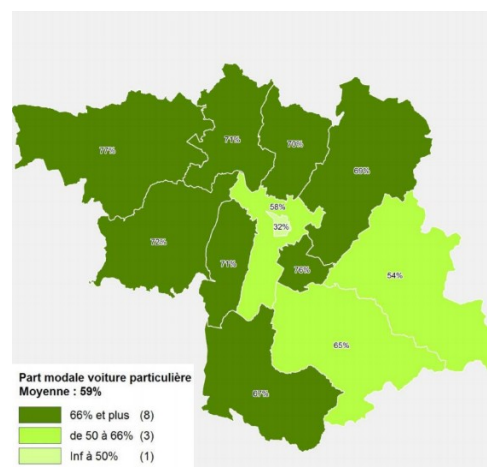 71%
70%
77%
69%
58%
32%
72%
71%
76%
54%
65%
67%
Part modale voiture particulière
Moyenne : 59%
66% et plus (8)
de 50 à 66% (3)
Inf à 50% (1)